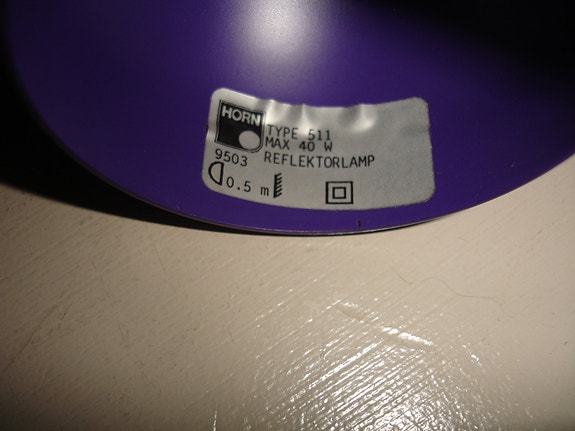 HORN
TYPE 511
MAX 40 W
9503 REFLEKTORLAMP
0.5 m